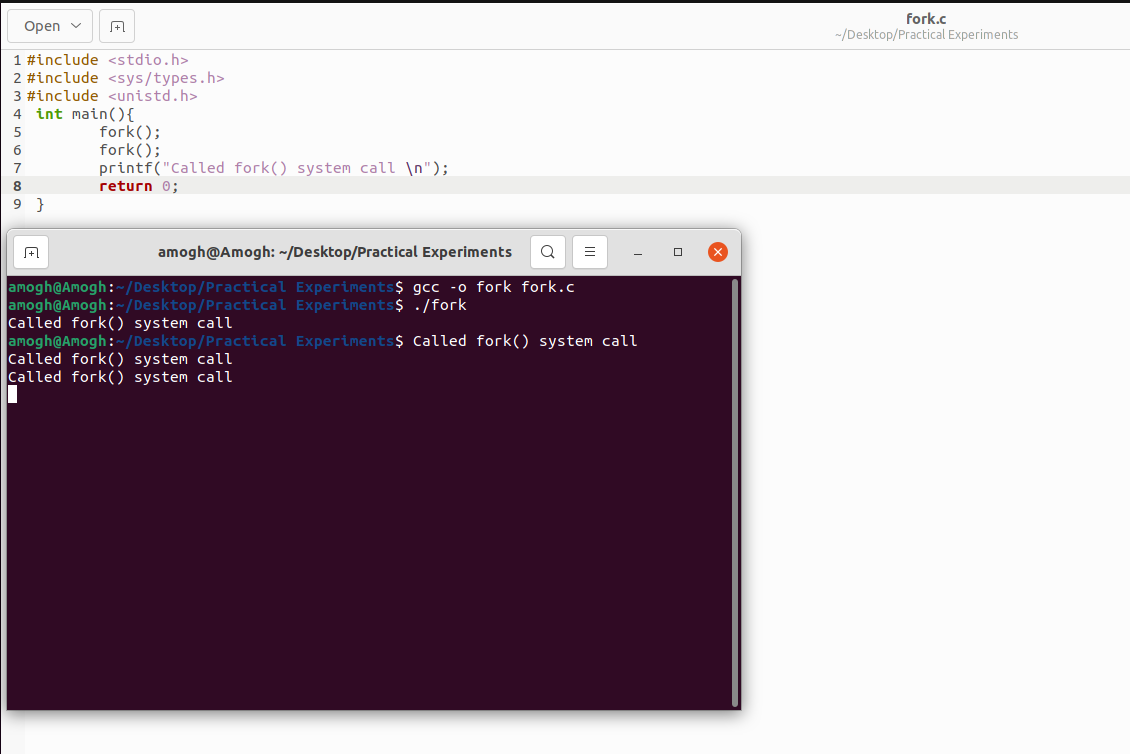 Open
fork.c
~/Desktop/Practical Experiments
1 #include <stdio.h>
2 #include <sys/types.h>
3 #include <unistd.h>
4 int main(){
5 fork();
6 fork();
7 printf("Called fork() system call \n");
8 return 0;
9 }
amogh@Amogh: ~/Desktop/Practical Experiments
amogh@Amogh:~/Desktop/Practical Experiments$ gcc -o fork fork.c
amogh@Amogh:~/Desktop/Practical Experiments$ ./fork
Called fork() system call
amogh@Amogh:~/Desktop/Practical Experiments$ Called fork() system call
Called fork() system call
Called fork() system call